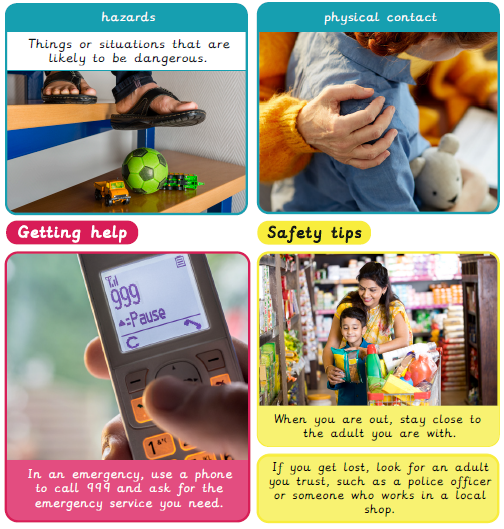 hazards
Things or situations that are
likely to be dangerous.
physical contact
Getting help
999
▲=Pause
In an emergency, use a phone
to call 999 and ask for the
emergency service you need.
Safety tips
When you are out, stay close to
the adult you are with.
If you get lost, look for an adult
you trust, such as a police officer
or someone who works in a local
shop.